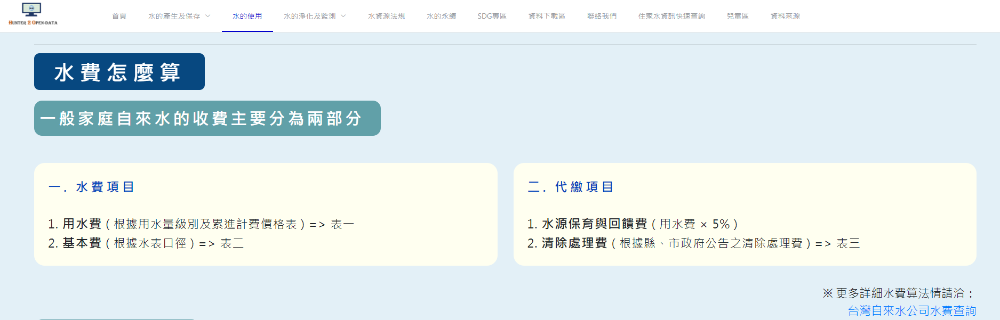 HUNTER 2 OPEN-DATA
首頁 水的產生及保存 水的使用 水的淨化及監測 水資源法規 水的永續 SDG專區 資料下載區 聯絡我們 住家水資訊快速查詢 兒童區 資料來源
水費怎麼算
一般家庭自來水的收費主要分為兩部分
一. 水費項目
1. 用水費 ( 根據用水量級別及累進計費價格表 ) => 表一
2. 基本費 ( 根據水表口徑 ) => 表二
二. 代繳項目
1. 水源保育與回饋費 ( 用水費 × 5% )
2. 清除處理費 ( 根據縣、市政府公告之清除處理費 ) => 表三
※ 更多詳細水費算法情請洽：
台灣自來水公司水費查詢